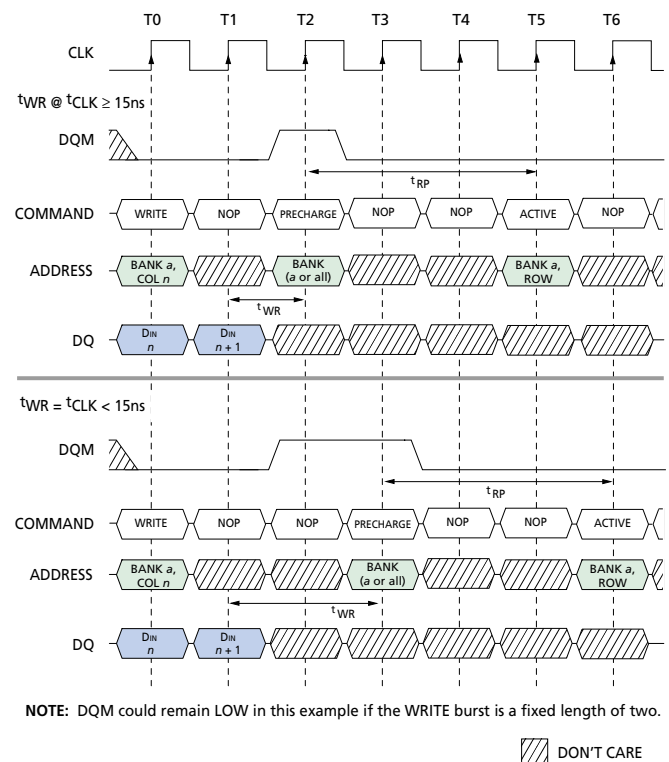 T0 T1 T2 T3 T4 T5 T6
CLK
tWR @ tCLK ≥ 15ns
DQM
tRP
COMMAND WRITE NOP PRECHARGE NOP NOP ACTIVE NOP
ADDRESS BANK a, COL n BANK (a or all) BANK a, ROW
tWR
DQ DIN n DIN n + 1
tWR = tCLK < 15ns
DQM
tRP
COMMAND WRITE NOP NOP PRECHARGE NOP NOP ACTIVE
ADDRESS BANK a, COL n BANK (a or all) BANK a, ROW
tWR
DQ DIN n DIN n + 1
NOTE: DQM could remain LOW in this example if the WRITE burst is a fixed length of two.
DON'T CARE